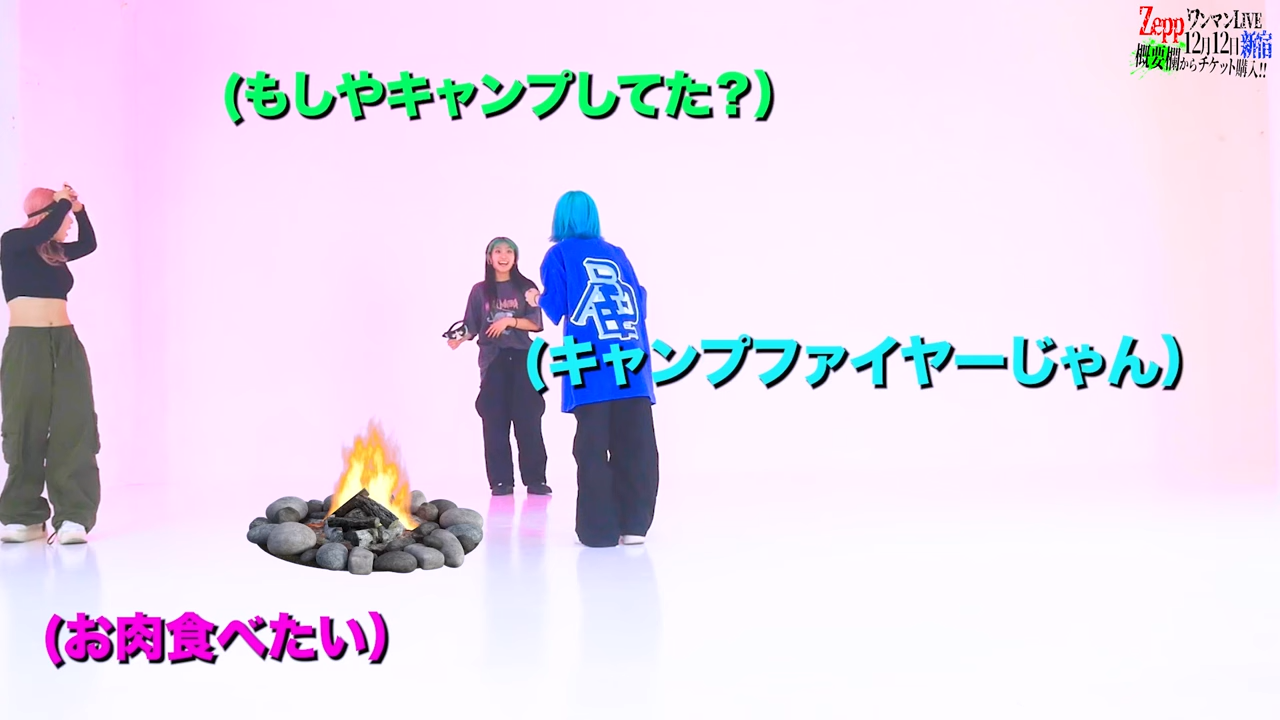 Zepp ワンマンLIVE
12月12日 新宿
概要欄からチケット購入!!
(もしやキャンプしてた？)
(キャンプファイヤーじゃん)
(お肉食べたい)